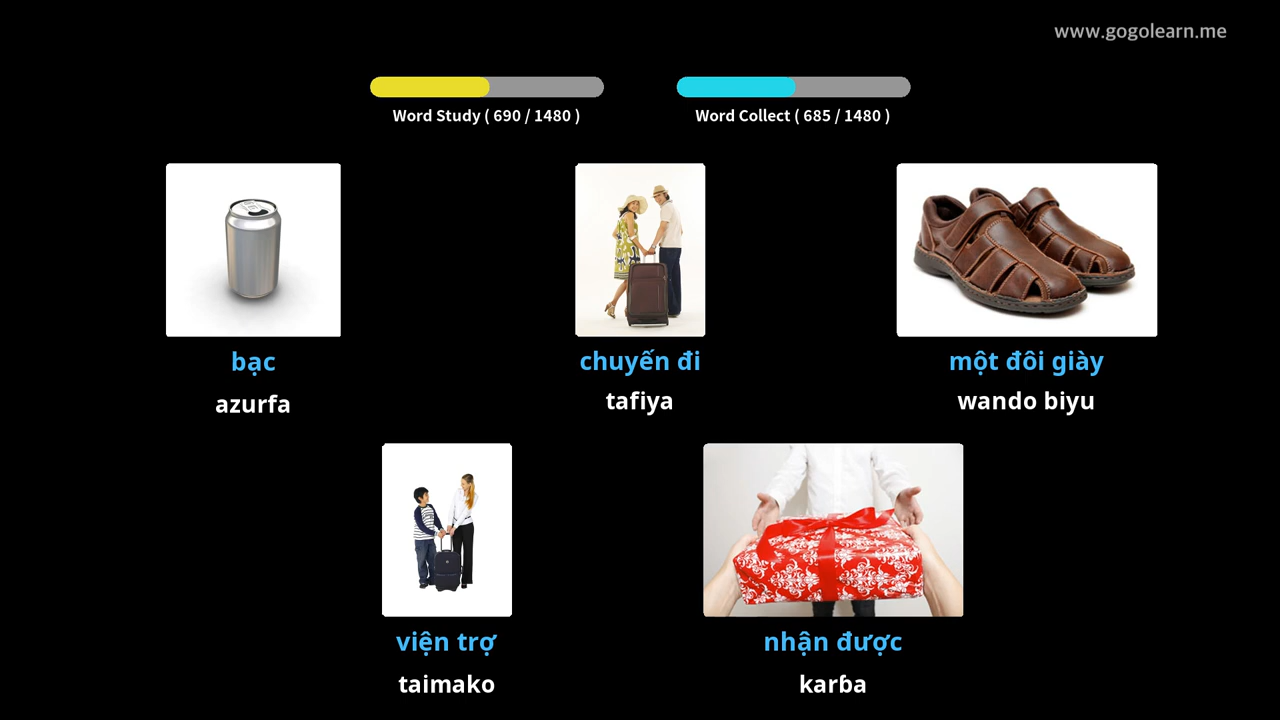 www.gogolearn.me
Word Study ( 690 / 1480 )
Word Collect ( 685 / 1480 )
bạc
azurfa
chuyến đi
tafiya
một đôi giày
wando biyu
viện trợ
taimako
nhận được
karɓa